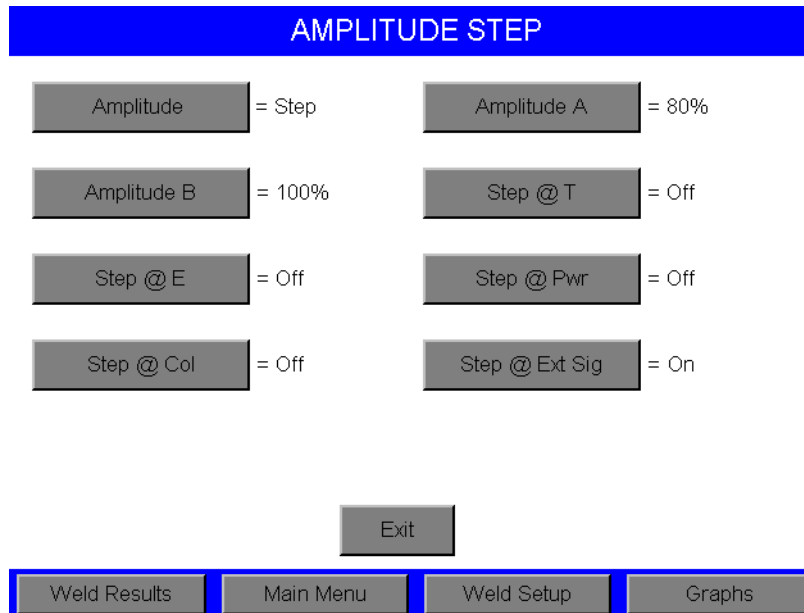 AMPLITUDE STEP
Amplitude = Step Amplitude A = 80%
Amplitude B = 100% Step @ T = Off
Step @ E = Off Step @ Pwr = Off
Step @ Col = Off Step @ Ext Sig = On
Exit
Weld Results Main Menu Weld Setup Graphs